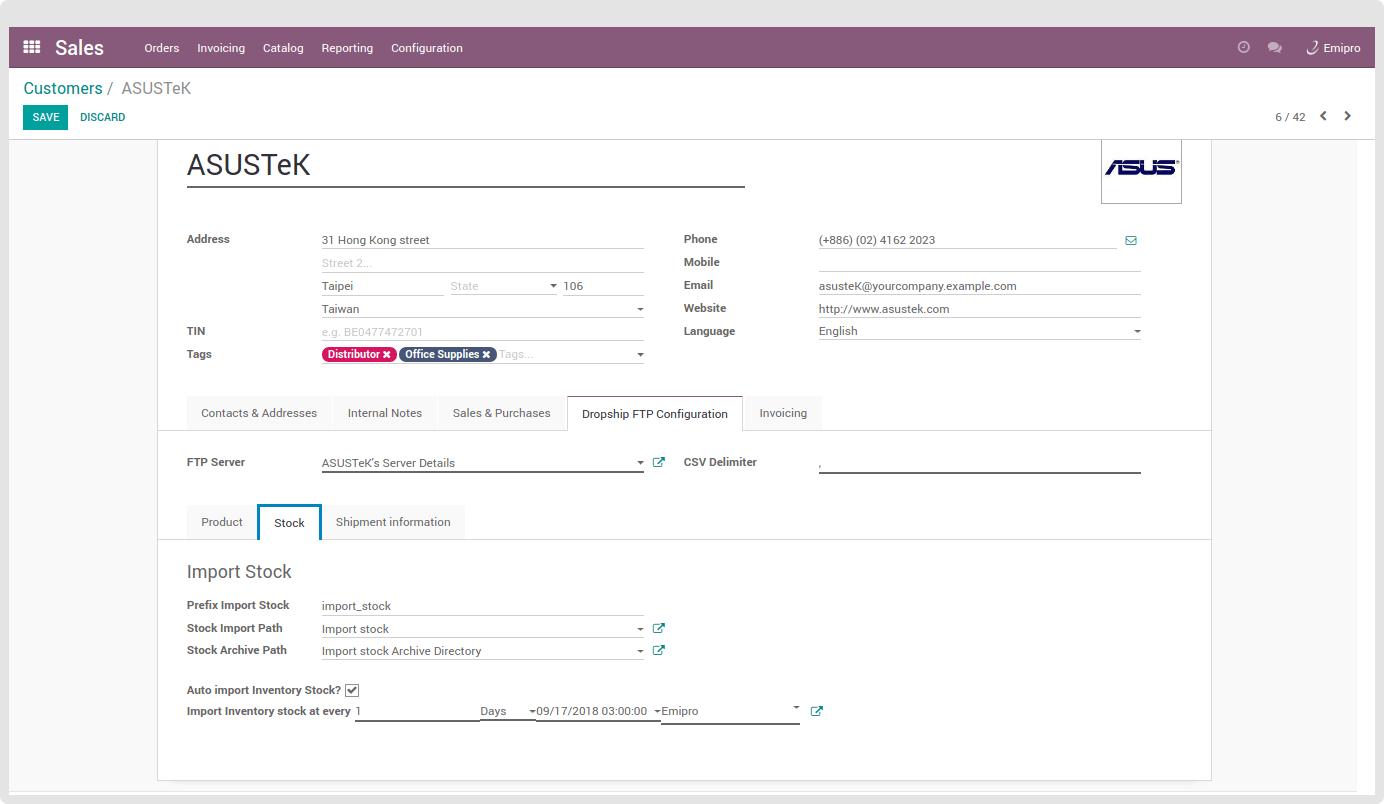 Sales Orders Invoicing Catalog Reporting Configuration Emipro
Customers / ASUSTeK
SAVE DISCARD 6 / 42
ASUSTeK
ASUS
Address 31 Hong Kong street Phone (+886) (02) 4162 2023
Street 2... Mobile
Taipei State 106 Email asusteK@yourcompany.example.com
Taiwan Website http://www.asustek.com
TIN e.g. BE0477472701 Language English
Tags Distributor ✖ Office Supplies ✖ Tags...
Contacts & Addresses Internal Notes Sales & Purchases Dropship FTP Configuration Invoicing
FTP Server ASUSTeK's Server Details CSV Delimiter ,
Product Stock Shipment information
Import Stock
Prefix Import Stock import_stock
Stock Import Path Import stock
Stock Archive Path Import stock Archive Directory
Auto import Inventory Stock?
Import Inventory stock at every 1 Days 09/17/2018 03:00:00 Emipro